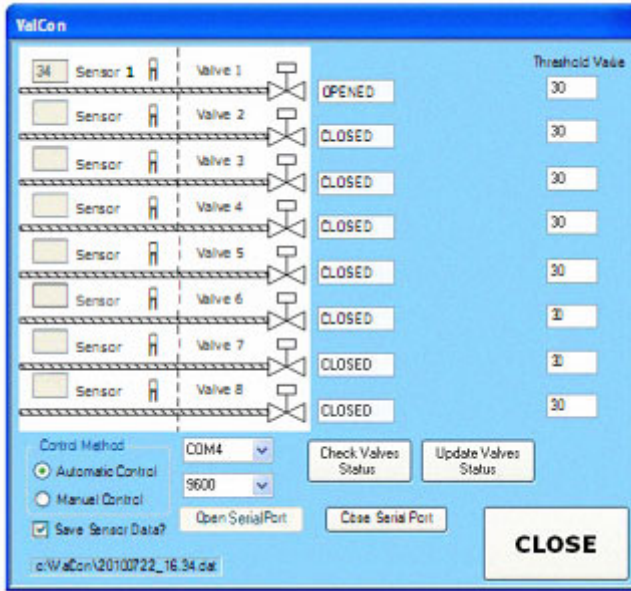 ValCon
Threshold Value
34 Sensor 1 Valve 1 OPENED 30
Sensor Valve 2 CLOSED 30
Sensor Valve 3 CLOSED 30
Sensor Valve 4 CLOSED 30
Sensor Valve 5 CLOSED 30
Sensor Valve 6 CLOSED 30
Sensor Valve 7 CLOSED 30
Sensor Valve 8 CLOSED 30
Control Method
Automatic Control
Manual Control
Save Sensor Data?
COM4
9600
Open SerialPort
Check Valves
Status
Update Valves
Status
Close Serial Port
CLOSE
c:\ValCon\20100722_16.34.dat